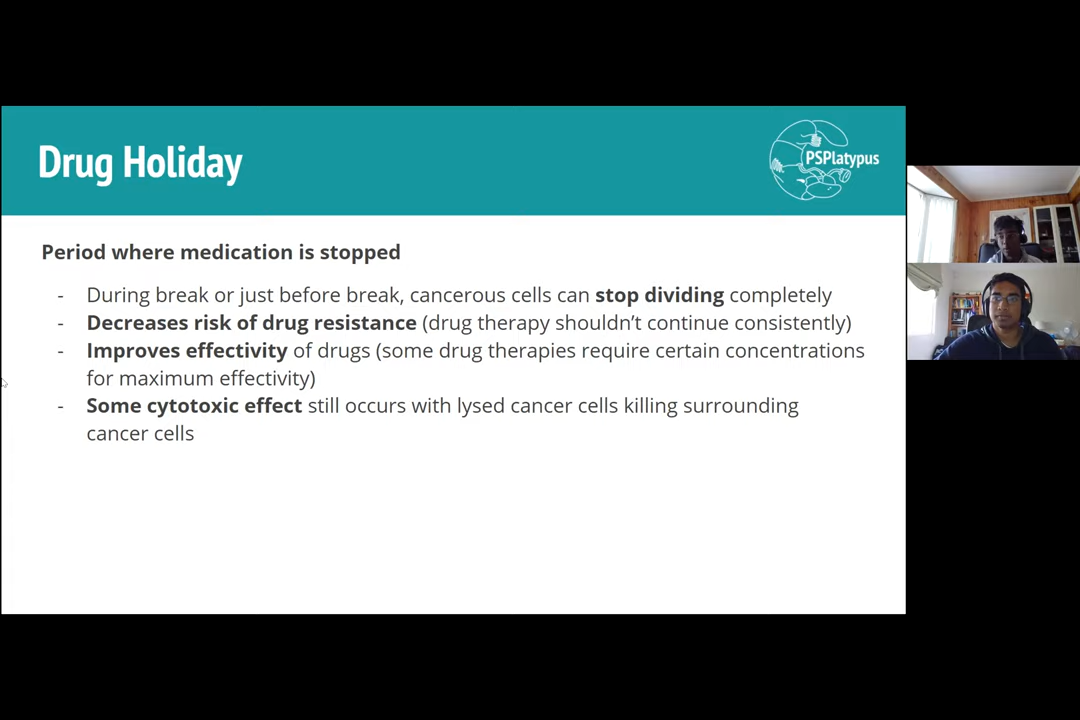 Drug Holiday
PSPlatypus
Period where medication is stopped
- During break or just before break, cancerous cells can stop dividing completely
- Decreases risk of drug resistance (drug therapy shouldn’t continue consistently)
- Improves effectivity of drugs (some drug therapies require certain concentrations
for maximum effectivity)
- Some cytotoxic effect still occurs with lysed cancer cells killing surrounding
cancer cells